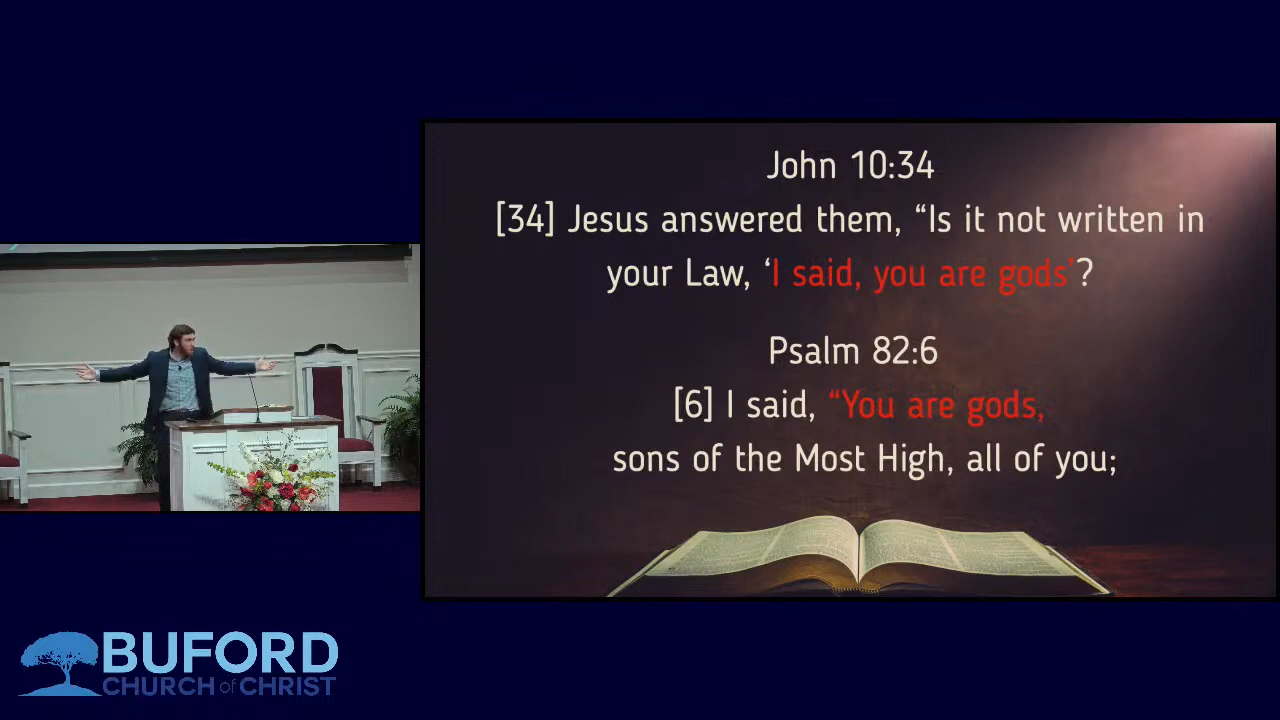 John 10:34
[34] Jesus answered them, “Is it not written in
your Law, ‘I said, you are gods’?
Psalm 82:6
[6] I said, “You are gods,
sons of the Most High, all of you;
BUFORD
CHURCH of CHRIST